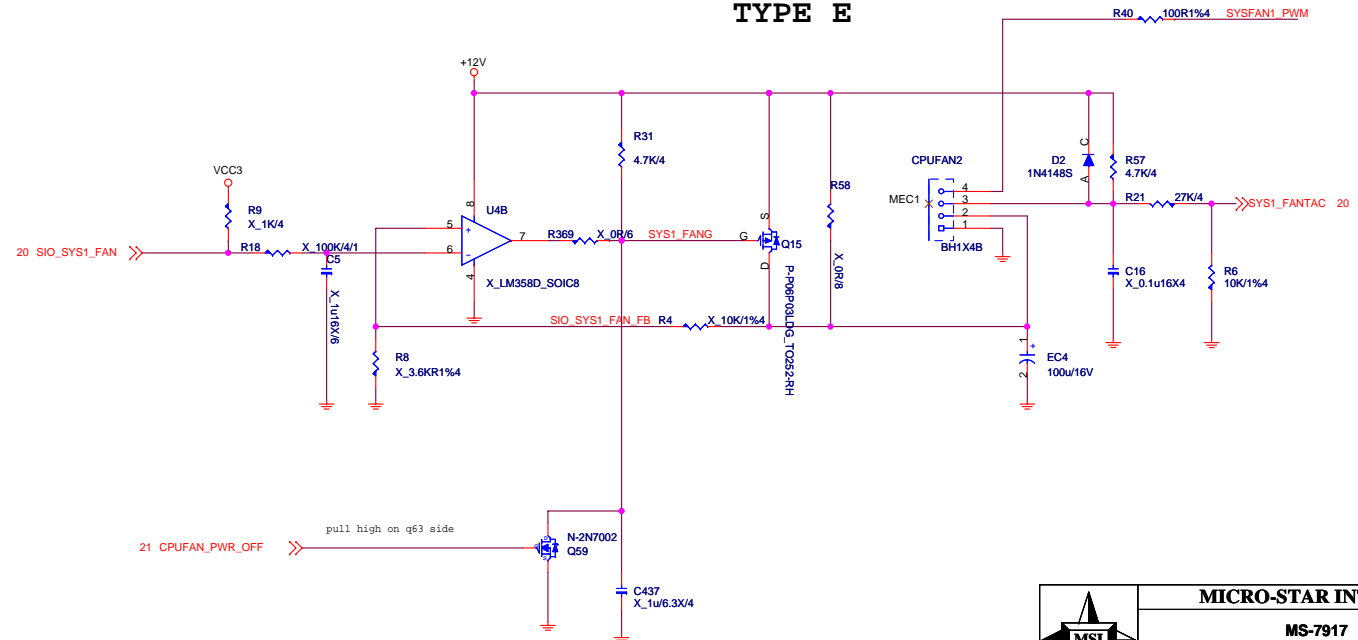 TYPE E
R40
100R1%4
SYSFAN1_PWM
+12V
R31
4.7K/4
CPUFAN2
D2
1N4148S
C
A
R57
4.7K/4
VCC3
R9
X_1K/4
U4B
8
5
+
6
-
7
4
X_LM358D_SOIC8
R369
X_0R/6
SYS1_FANG
G
S
D
Q15
P-P06P03LDG_TO252-RH
R58
X_0R/8
MEC1
4
3
2
1
BH1X4B
R21
27K/4
SYS1_FANTAC 20
20 SIO_SYS1_FAN
R18
X_100K/4/1
C5
X_1u16X/6
C16
X_0.1u16X4
R6
10K/1%4
SIO_SYS1_FAN_FB
R4
X_10K/1%4
R8
X_3.6KR1%4
1
+
2
EC4
100u/16V
pull high on q63 side
21 CPUFAN_PWR_OFF
N-2N7002
Q59
C437
X_1u/6.3X/4
MICRO-STAR INT
MS-7917
MSI